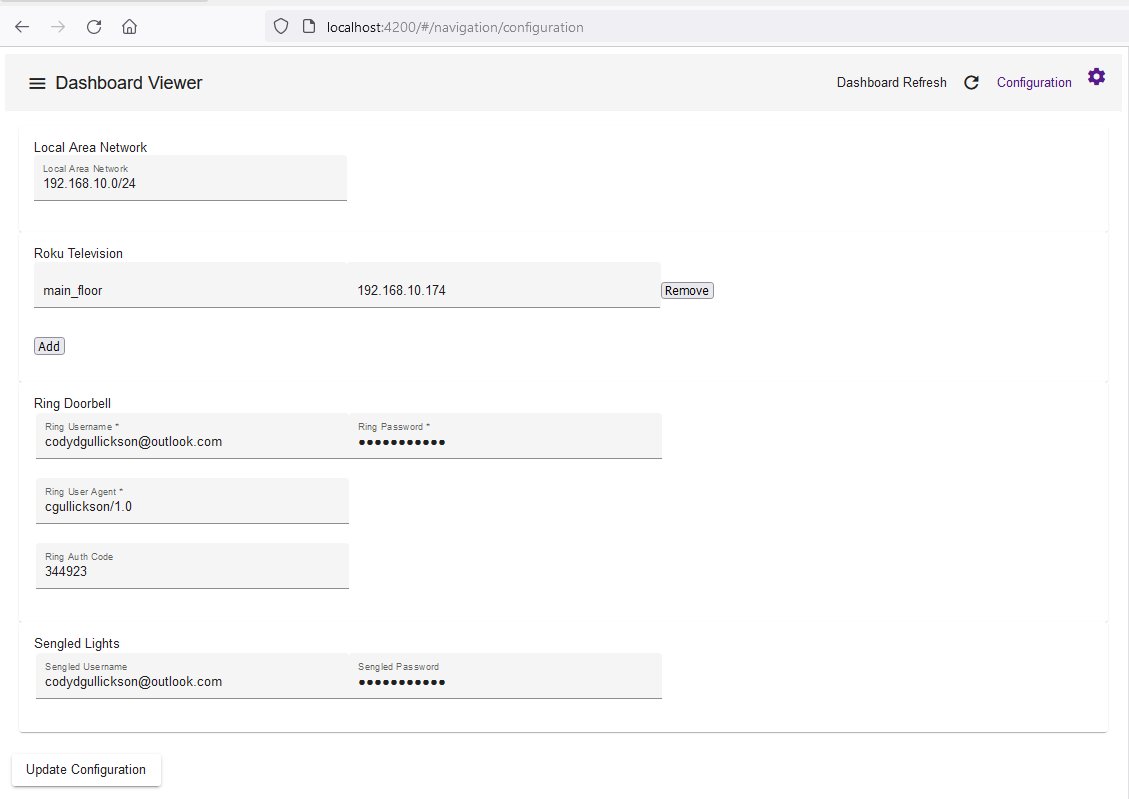 localhost:4200/#/navigation/configuration
Dashboard Viewer
Dashboard Refresh
Configuration
Local Area Network
Local Area Network
192.168.10.0/24
Roku Television
main_floor 192.168.10.174 Remove
Add
Ring Doorbell
Ring Username * Ring Password *
codydgullickson@outlook.com •••••••••••
Ring User Agent *
cgullickson/1.0
Ring Auth Code
344923
Sengled Lights
Sengled Username Sengled Password
codydgullickson@outlook.com •••••••••••
Update Configuration